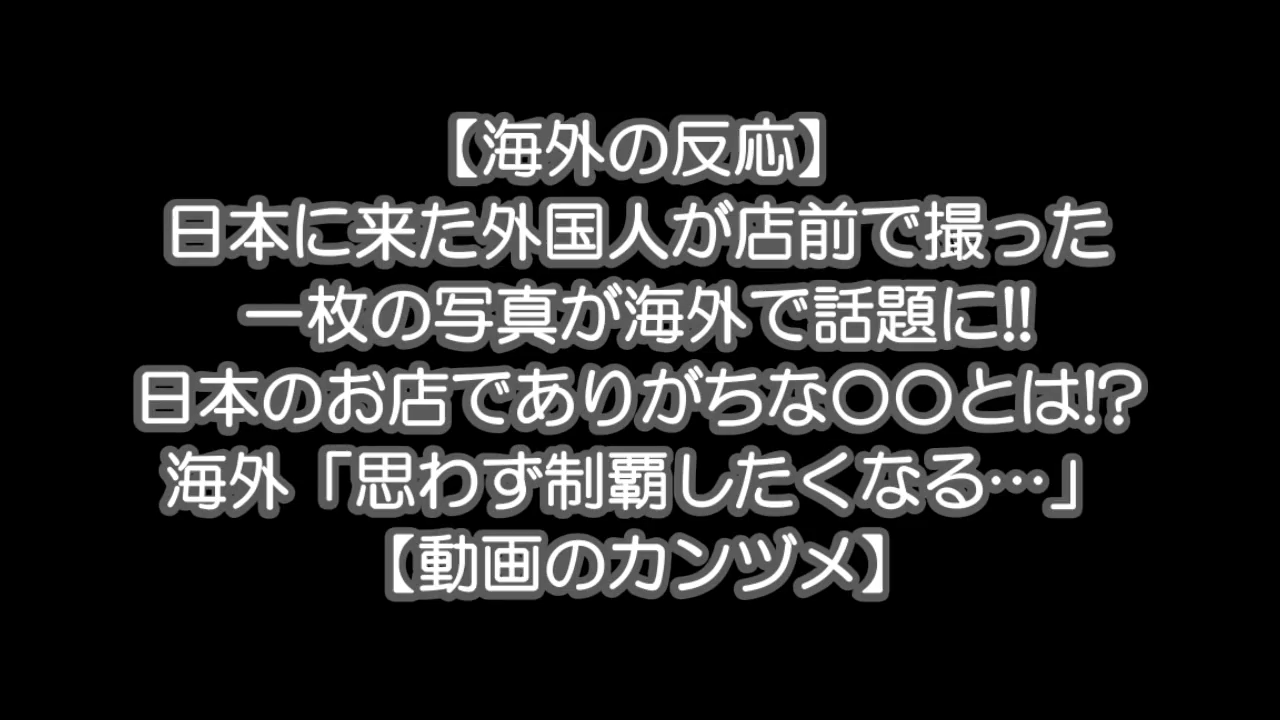 【海外の反応】
日本に来た外国人が店前で撮った
一枚の写真が海外で話題に!!
日本のお店でありがちな〇〇とは!?
海外「思わず制覇したくなる…」
【動画のカンヅメ】